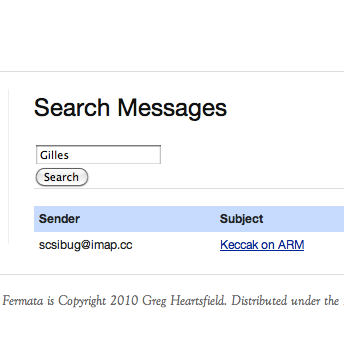 Search Messages
Gilles
Search
Sender Subject
scsibug@imap.cc Keccak on ARM
Fermata is Copyright 2010 Greg Heartsfield. Distributed under the